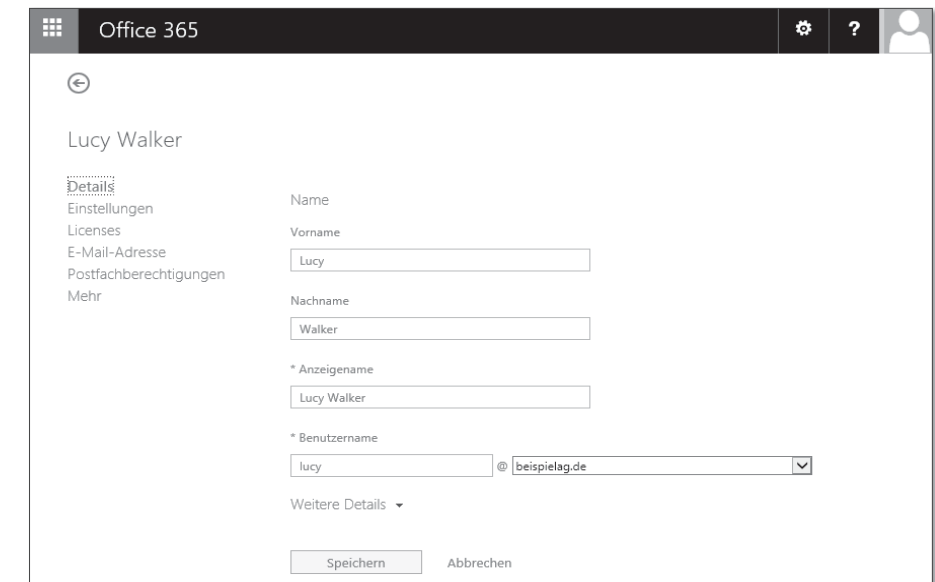 Office 365
?
Lucy Walker
Details
Einstellungen
Licenses
E-Mail-Adresse
Postfachberechtigungen
Mehr
Name
Vorname
Lucy
Nachname
Walker
* Anzeigename
Lucy Walker
* Benutzername
lucy @ beispielag.de
Weitere Details
Speichern Abbrechen